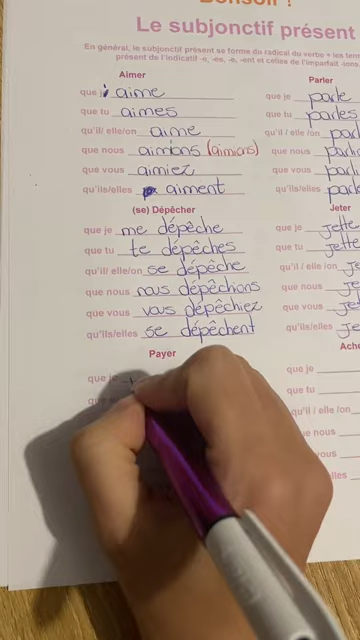 Bonsoir !
Le subjonctif présent
En général, le subjonctif présent se forme du radical du verbe + les
présent de l'indicatif -e, -es, -e, -ent et celles de l'imparfait -ions,
Aimer
que j' aime
que tu aimes
qu'il/ elle/on aime
que nous aimions (aimions)
que vous aimiez
qu'ils/elles aiment
(se) Dépêcher
que je me dépêche
que tu te dépêches
qu'il/ elle/on se dépêche
que nous nous dépêchions
que vous vous dépêchiez
qu'ils/elles se dépêchent
Payer
que je
Parler
que je parle
que tu parles
qu'il / elle /on
que nous
que vous
qu'ils/elles
Jeter
que je jette
que tu jette
qu'il / elle /on
que nous
que vous
qu'ils/elles
que je
que tu
qu'il / elle /on
nous
vous
elles